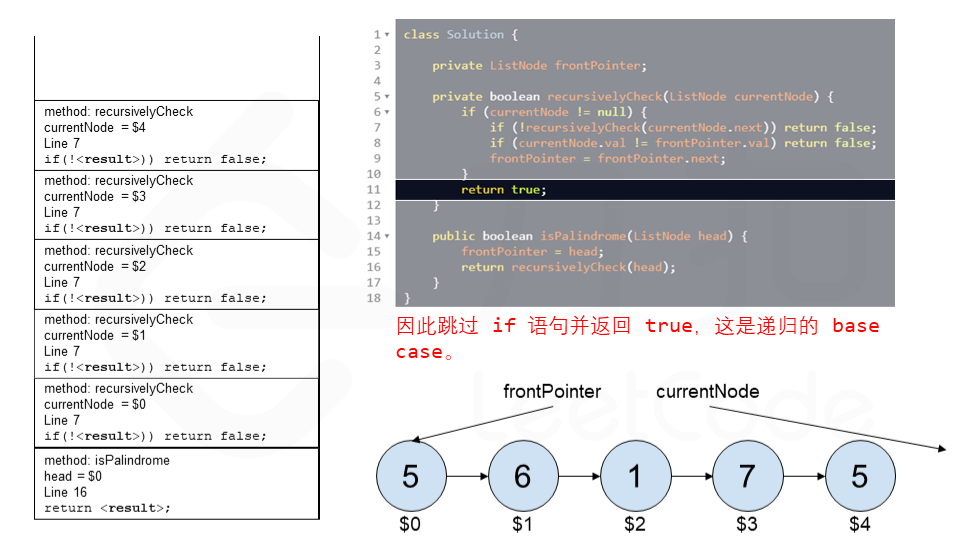 method: recursivelyCheck
currentNode = $4
Line 7
if(!<result>)) return false;
method: recursivelyCheck
currentNode = $3
Line 7
if(!<result>)) return false;
method: recursivelyCheck
currentNode = $2
Line 7
if(!<result>)) return false;
method: recursivelyCheck
currentNode = $1
Line 7
if(!<result>)) return false;
method: recursivelyCheck
currentNode = $0
Line 7
if(!<result>)) return false;
method: isPalindrome
head = $0
Line 16
return <result>;
1 class Solution {
2
3 private ListNode frontPointer;
4
5 private boolean recursivelyCheck(ListNode currentNode) {
6 if (currentNode != null) {
7 if (!recursivelyCheck(currentNode.next)) return false;
8 if (currentNode.val != frontPointer.val) return false;
9 frontPointer = frontPointer.next;
10 }
11 return true;
12 }
13
14 public boolean isPalindrome(ListNode head) {
15 frontPointer = head;
16 return recursivelyCheck(head);
17 }
18 }
因此跳过 if 语句并返回 true, 这是递归的 base
case。
frontPointer currentNode
5 6 1 7 5
$0 $1 $2 $3 $4
LeetCode